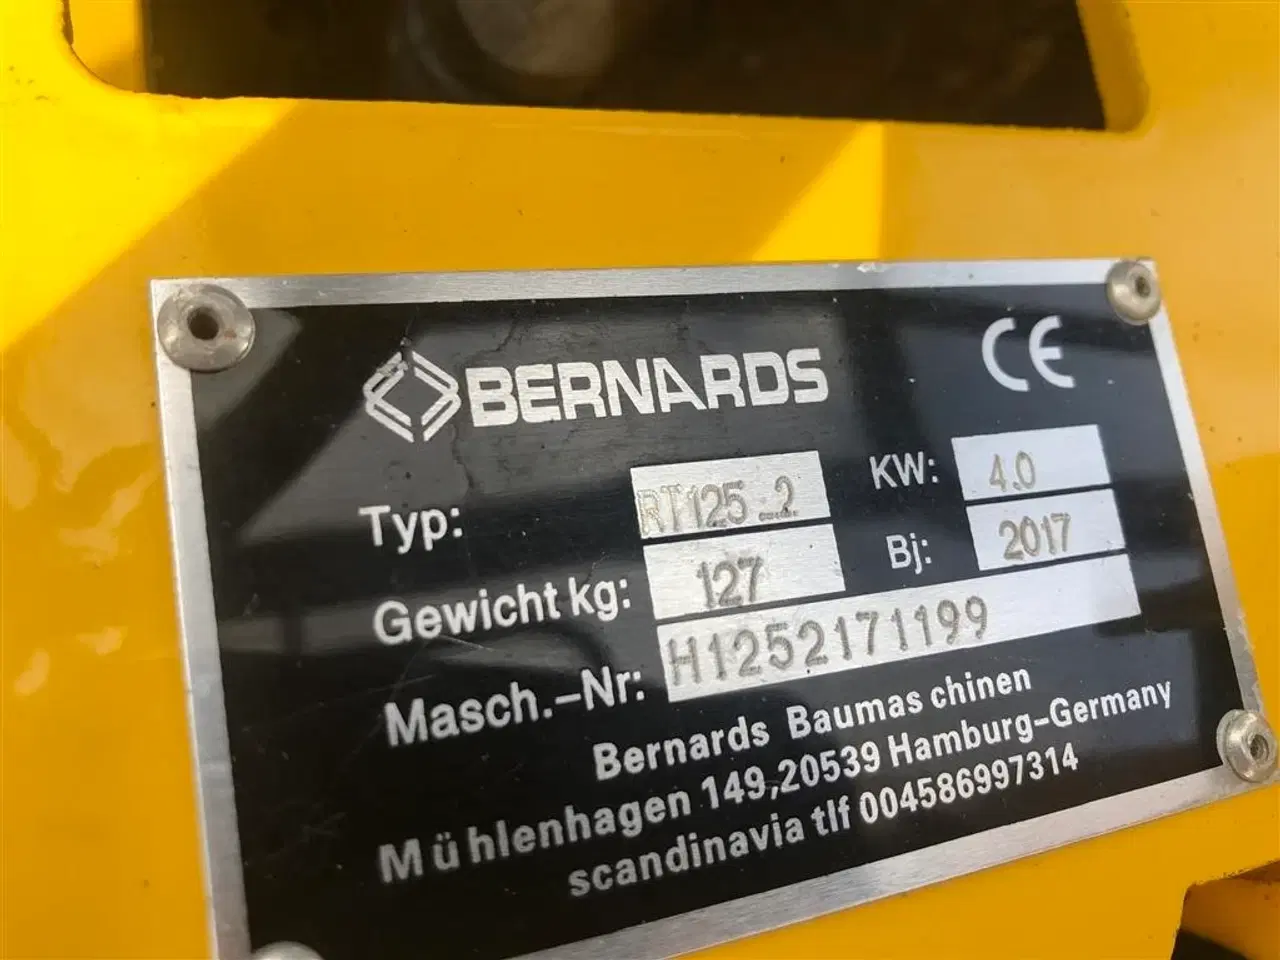 BERNARDS CE
Typ: RT125_2 KW: 4.0
Gewicht kg: 127 Bj: 2017
Masch.-Nr: H1252171199
Bernards Baumas chinen
Mühlenhagen 149,20539 Hamburg-Germany
scandinavia tlf 004586997314